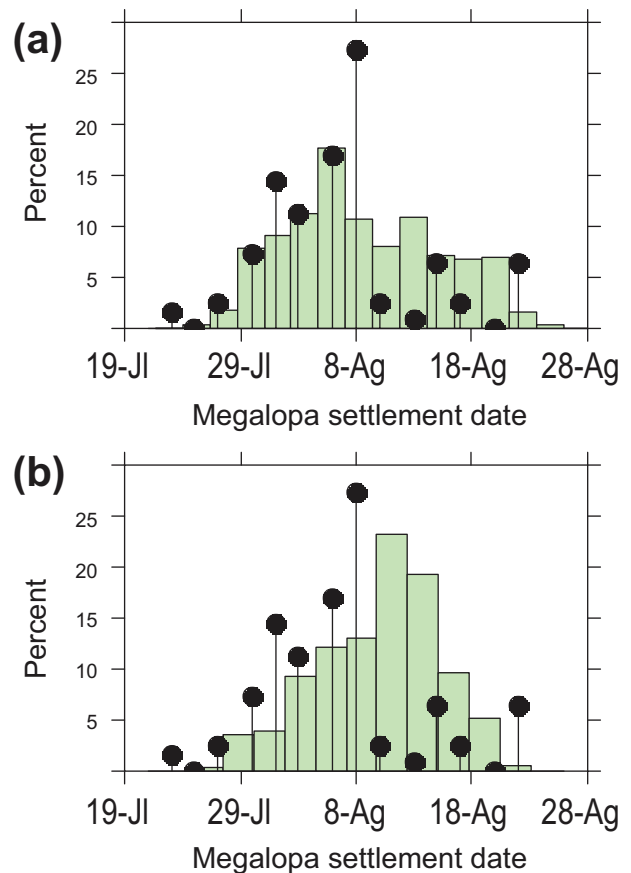 (a)
25
20
15
10
5
Percent
19-Jl 29-Jl 8-Ag 18-Ag 28-Ag
Megalopa settlement date
(b)
25
20
15
10
5
Percent
19-Jl 29-Jl 8-Ag 18-Ag 28-Ag
Megalopa settlement date